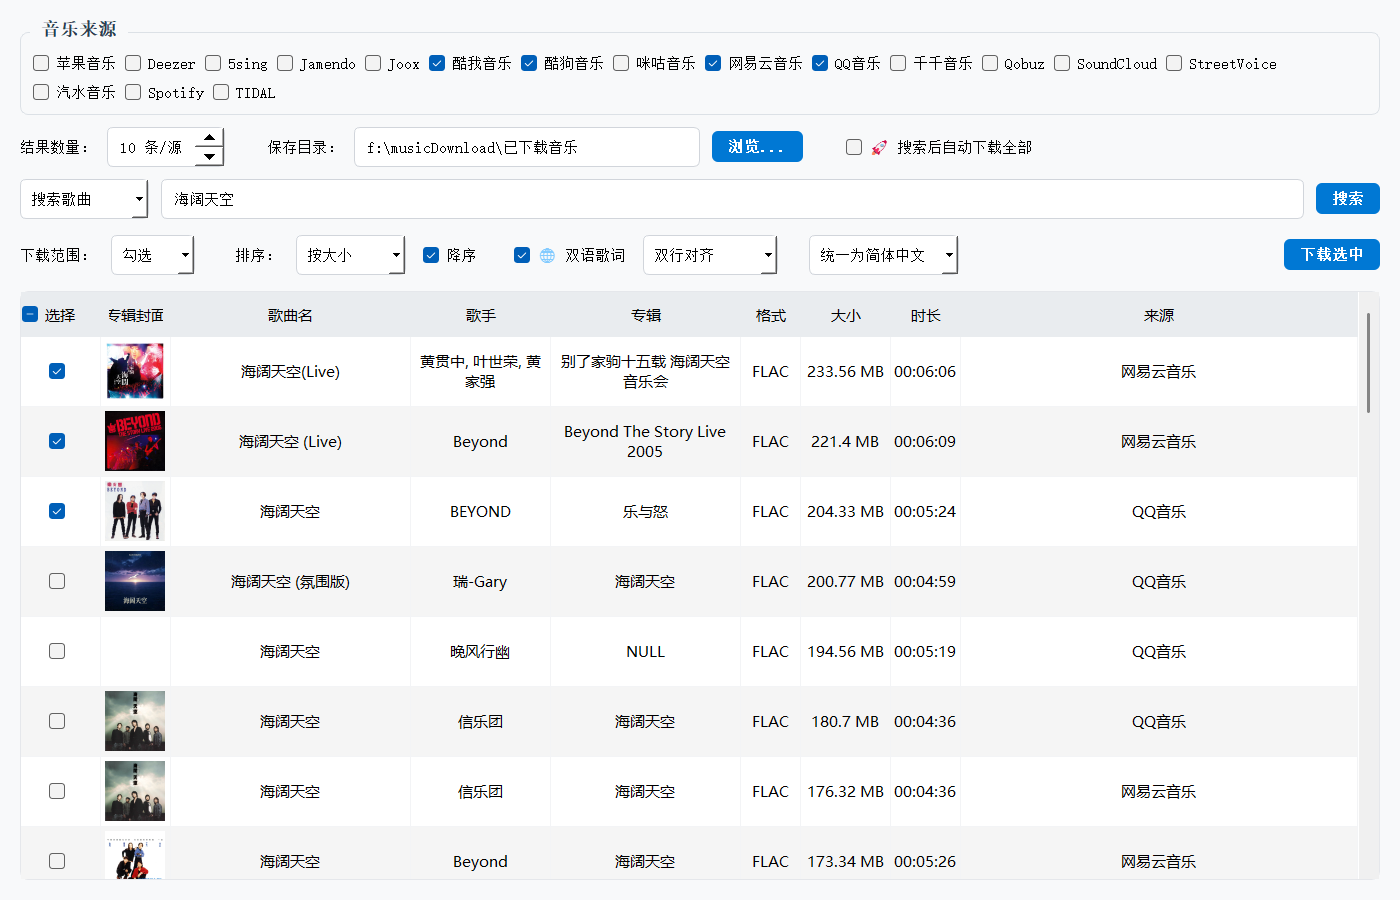 音乐来源
苹果音乐 Deezer 5sing Jamendo Joox 酷我音乐 酷狗音乐 咪咕音乐 网易云音乐 QQ音乐 千千音乐 Qobuz SoundCloud StreetVoice
汽水音乐 Spotify TIDAL
结果数量： 10 条/源 保存目录： f:\musicDownload\已下载音乐 浏览... 🚀 搜索后自动下载全部
搜索歌曲 海阔天空 搜索
下载范围： 勾选 排序： 按大小 降序 🌐 双语歌词 双行对齐 统一为简体中文 下载选中
选择 专辑封面 歌曲名 歌手 专辑 格式 大小 时长 来源
海阔天空(Live) 黄贯中, 叶世荣, 黄家强 别了家驹十五载 海阔天空音乐会 FLAC 233.56 MB 00:06:06 网易云音乐
BEYOND
海阔天空 (Live) Beyond Beyond The Story Live 2005 FLAC 221.4 MB 00:06:09 网易云音乐
BEYOND
海阔天空 BEYOND 乐与怒 FLAC 204.33 MB 00:05:24 QQ音乐
海阔天空
海阔天空 (氛围版) 瑞-Gary 海阔天空 FLAC 200.77 MB 00:04:59 QQ音乐
海阔天空 晚风行幽 NULL FLAC 194.56 MB 00:05:19 QQ音乐
海阔天空 信乐团 海阔天空 FLAC 180.7 MB 00:04:36 QQ音乐
海阔天空 信乐团 海阔天空 FLAC 176.32 MB 00:04:36 网易云音乐
海阔天空 Beyond 海阔天空 FLAC 173.34 MB 00:05:26 网易云音乐